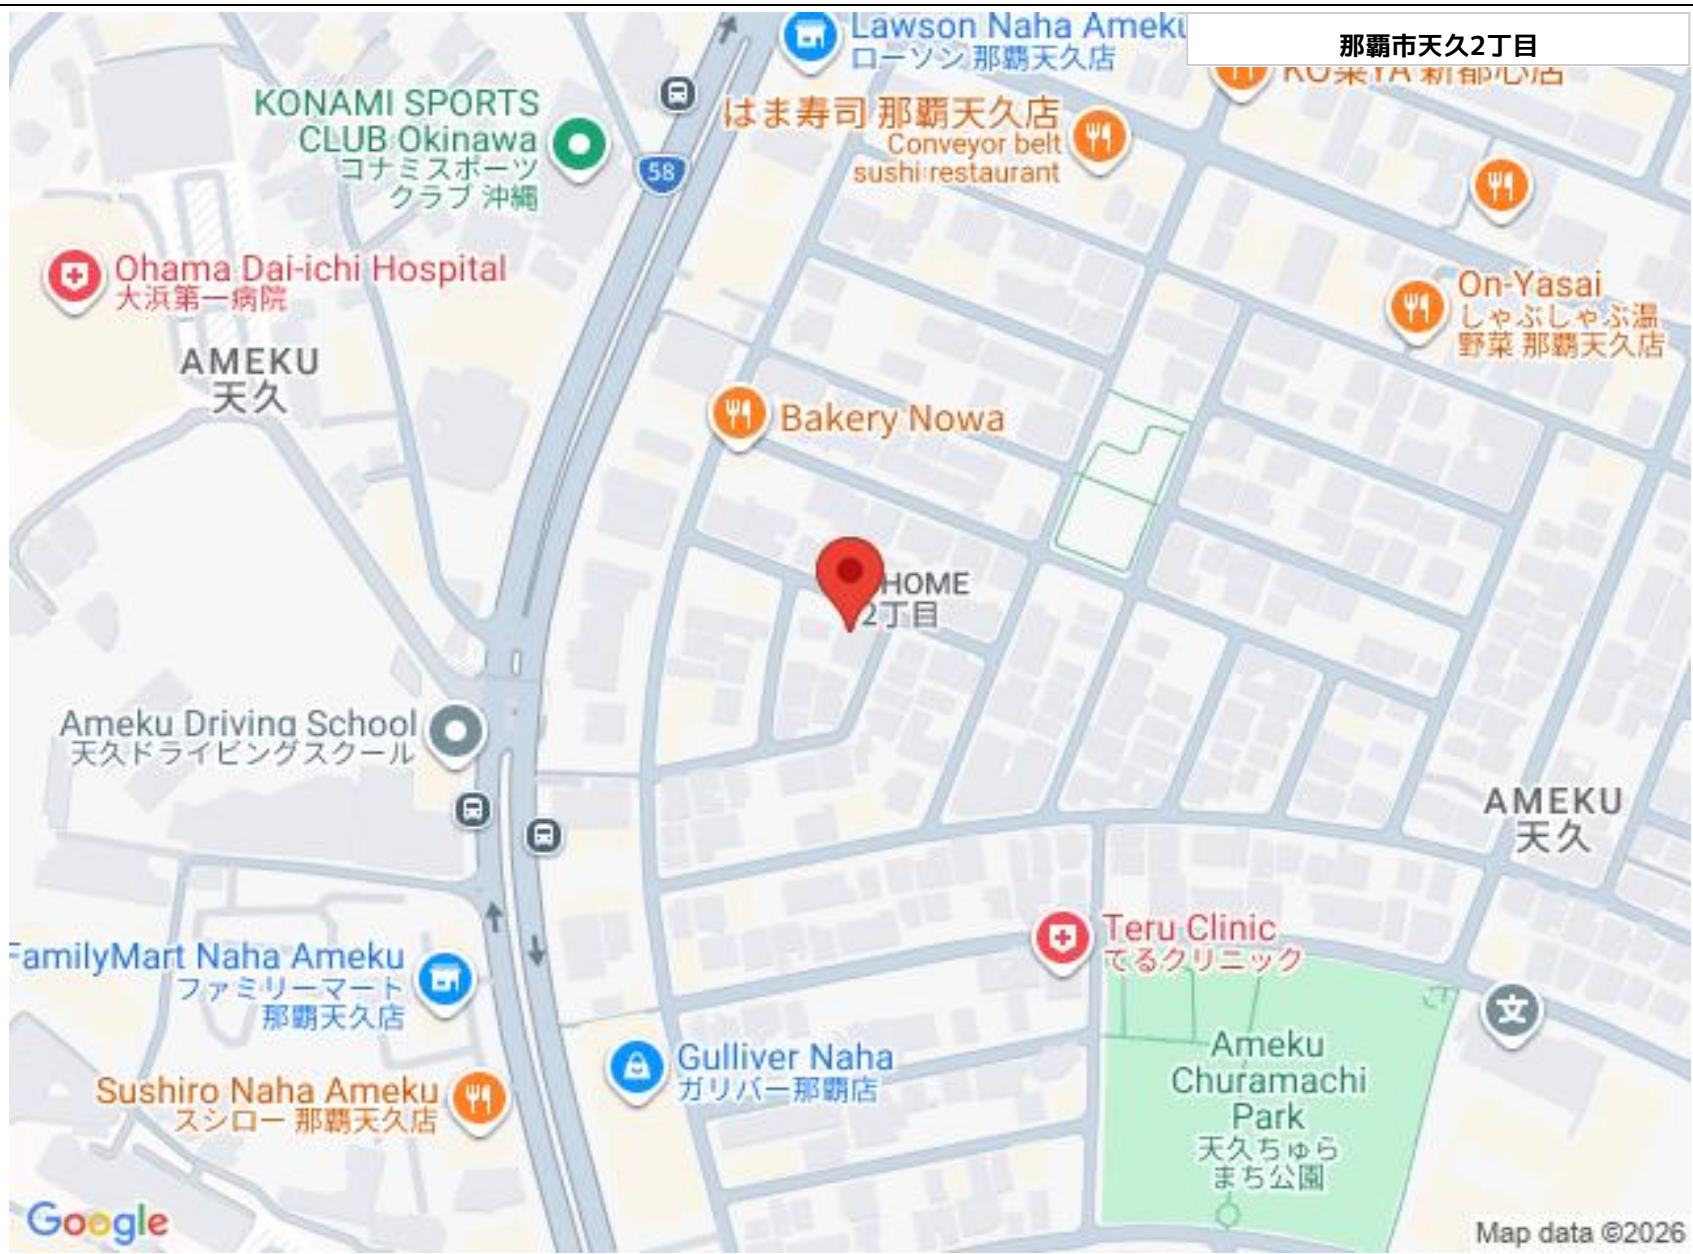 那覇市天久2丁目
Lawson Naha Ameku
ローソン 那覇天久店
新都心店
KONAMI SPORTS
CLUB Okinawa
コナミスポーツ
クラブ 沖縄
58
はま寿司 那覇天久店
Conveyor belt
sushi restaurant
Ohama Dai-ichi Hospital
大浜第一病院
On-Yasai
しゃぶしゃぶ温
野菜 那覇天久店
AMEKU
天久
Bakery Nowa
HOME
2丁目
Ameku Driving School
天久ドライビングスクール
AMEKU
天久
Teru Clinic
てるクリニック
FamilyMart Naha Ameku
ファミリーマート
那覇天久店
文
Gulliver Naha
ガリバー那覇店
Ameku
Churamachi
Park
天久ちゅら
まち公園
Sushiro Naha Ameku
スシロー 那覇天久店
Google
Map data ©2026